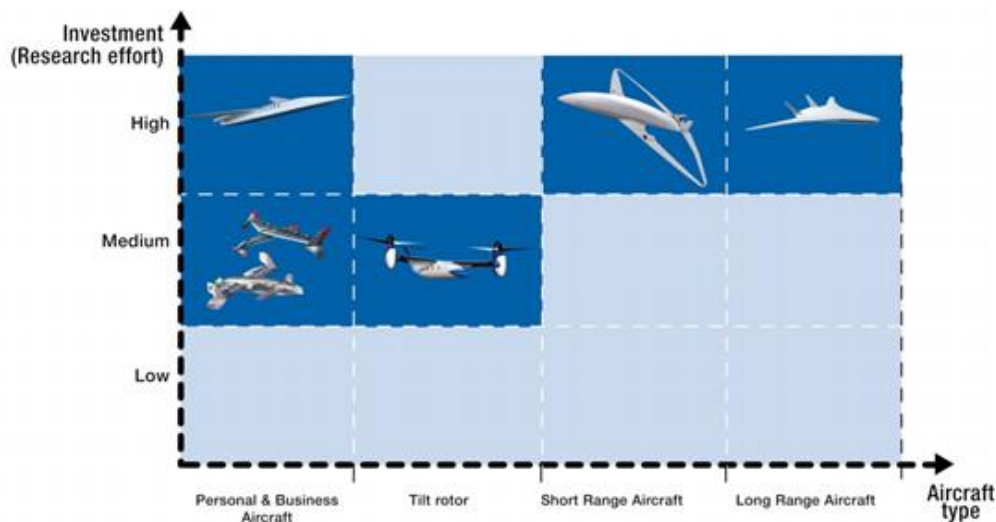 Investment
(Research effort)
High
Medium
Low
Personal & Business
Aircraft
Tilt rotor
Short Range Aircraft
Long Range Aircraft
Aircraft
type